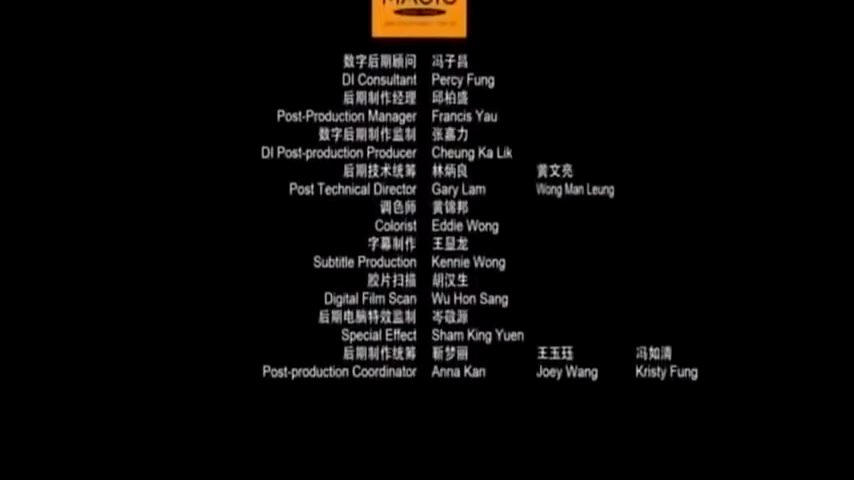 MAGIC
数字后期顾问 冯子昌
DI Consultant Percy Fung
后期制作经理 邱柏盛
Post-Production Manager Francis Yau
数字后期制作监制 张嘉力
DI Post-production Producer Cheung Ka Lik
后期技术统筹 林炳良 黄文亮
Post Technical Director Gary Lam Wong Man Leung
调色师 黄锦邦
Colorist Eddie Wong
字幕制作 王显龙
Subtitle Production Kennie Wong
胶片扫描 胡汉生
Digital Film Scan Wu Hon Sang
后期电脑特效监制 岑敬源
Special Effect Sham King Yuen
后期制作统筹 靳梦丽 王玉珏 冯如清
Post-production Coordinator Anna Kan Joey Wang Kristy Fung